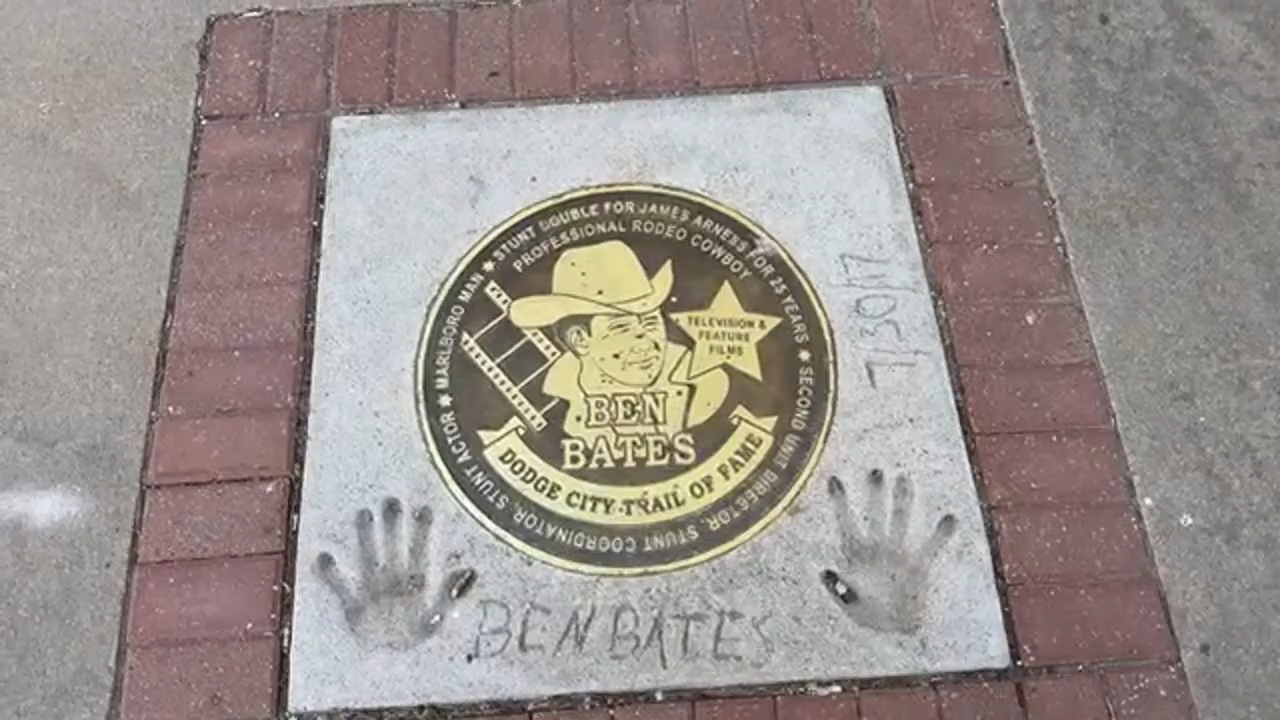 ★ STUNT DOUBLE FOR JAMES ARNESS FOR 25 YEARS ★ SECOND UNIT DIRECTOR, STUNT COORDINATOR, STUNT ACTOR ★ MARLBORO MAN
PROFESSIONAL RODEO COWBOY
TELEVISION &
FEATURE
FILMS
BEN
BATES
DODGE CITY TRAIL OF FAME
7/30/17
BEN BATES